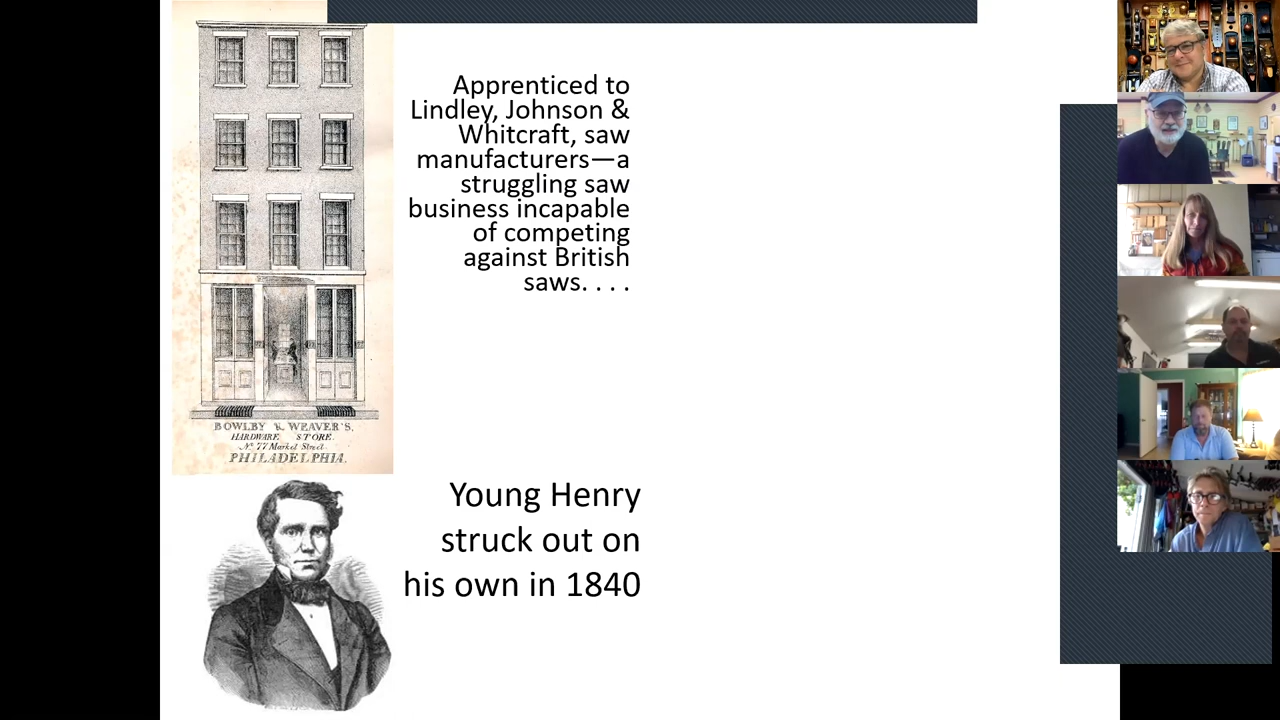 Apprenticed to
Lindley, Johnson &
Whitcraft, saw
manufacturers—a
struggling saw
business incapable
of competing
against British
saws. . . .
BOWLBY & WEAVER'S,
HARDWARE STORE.
No 77 Market Street
PHILADELPHIA.
Young Henry
struck out on
his own in 1840